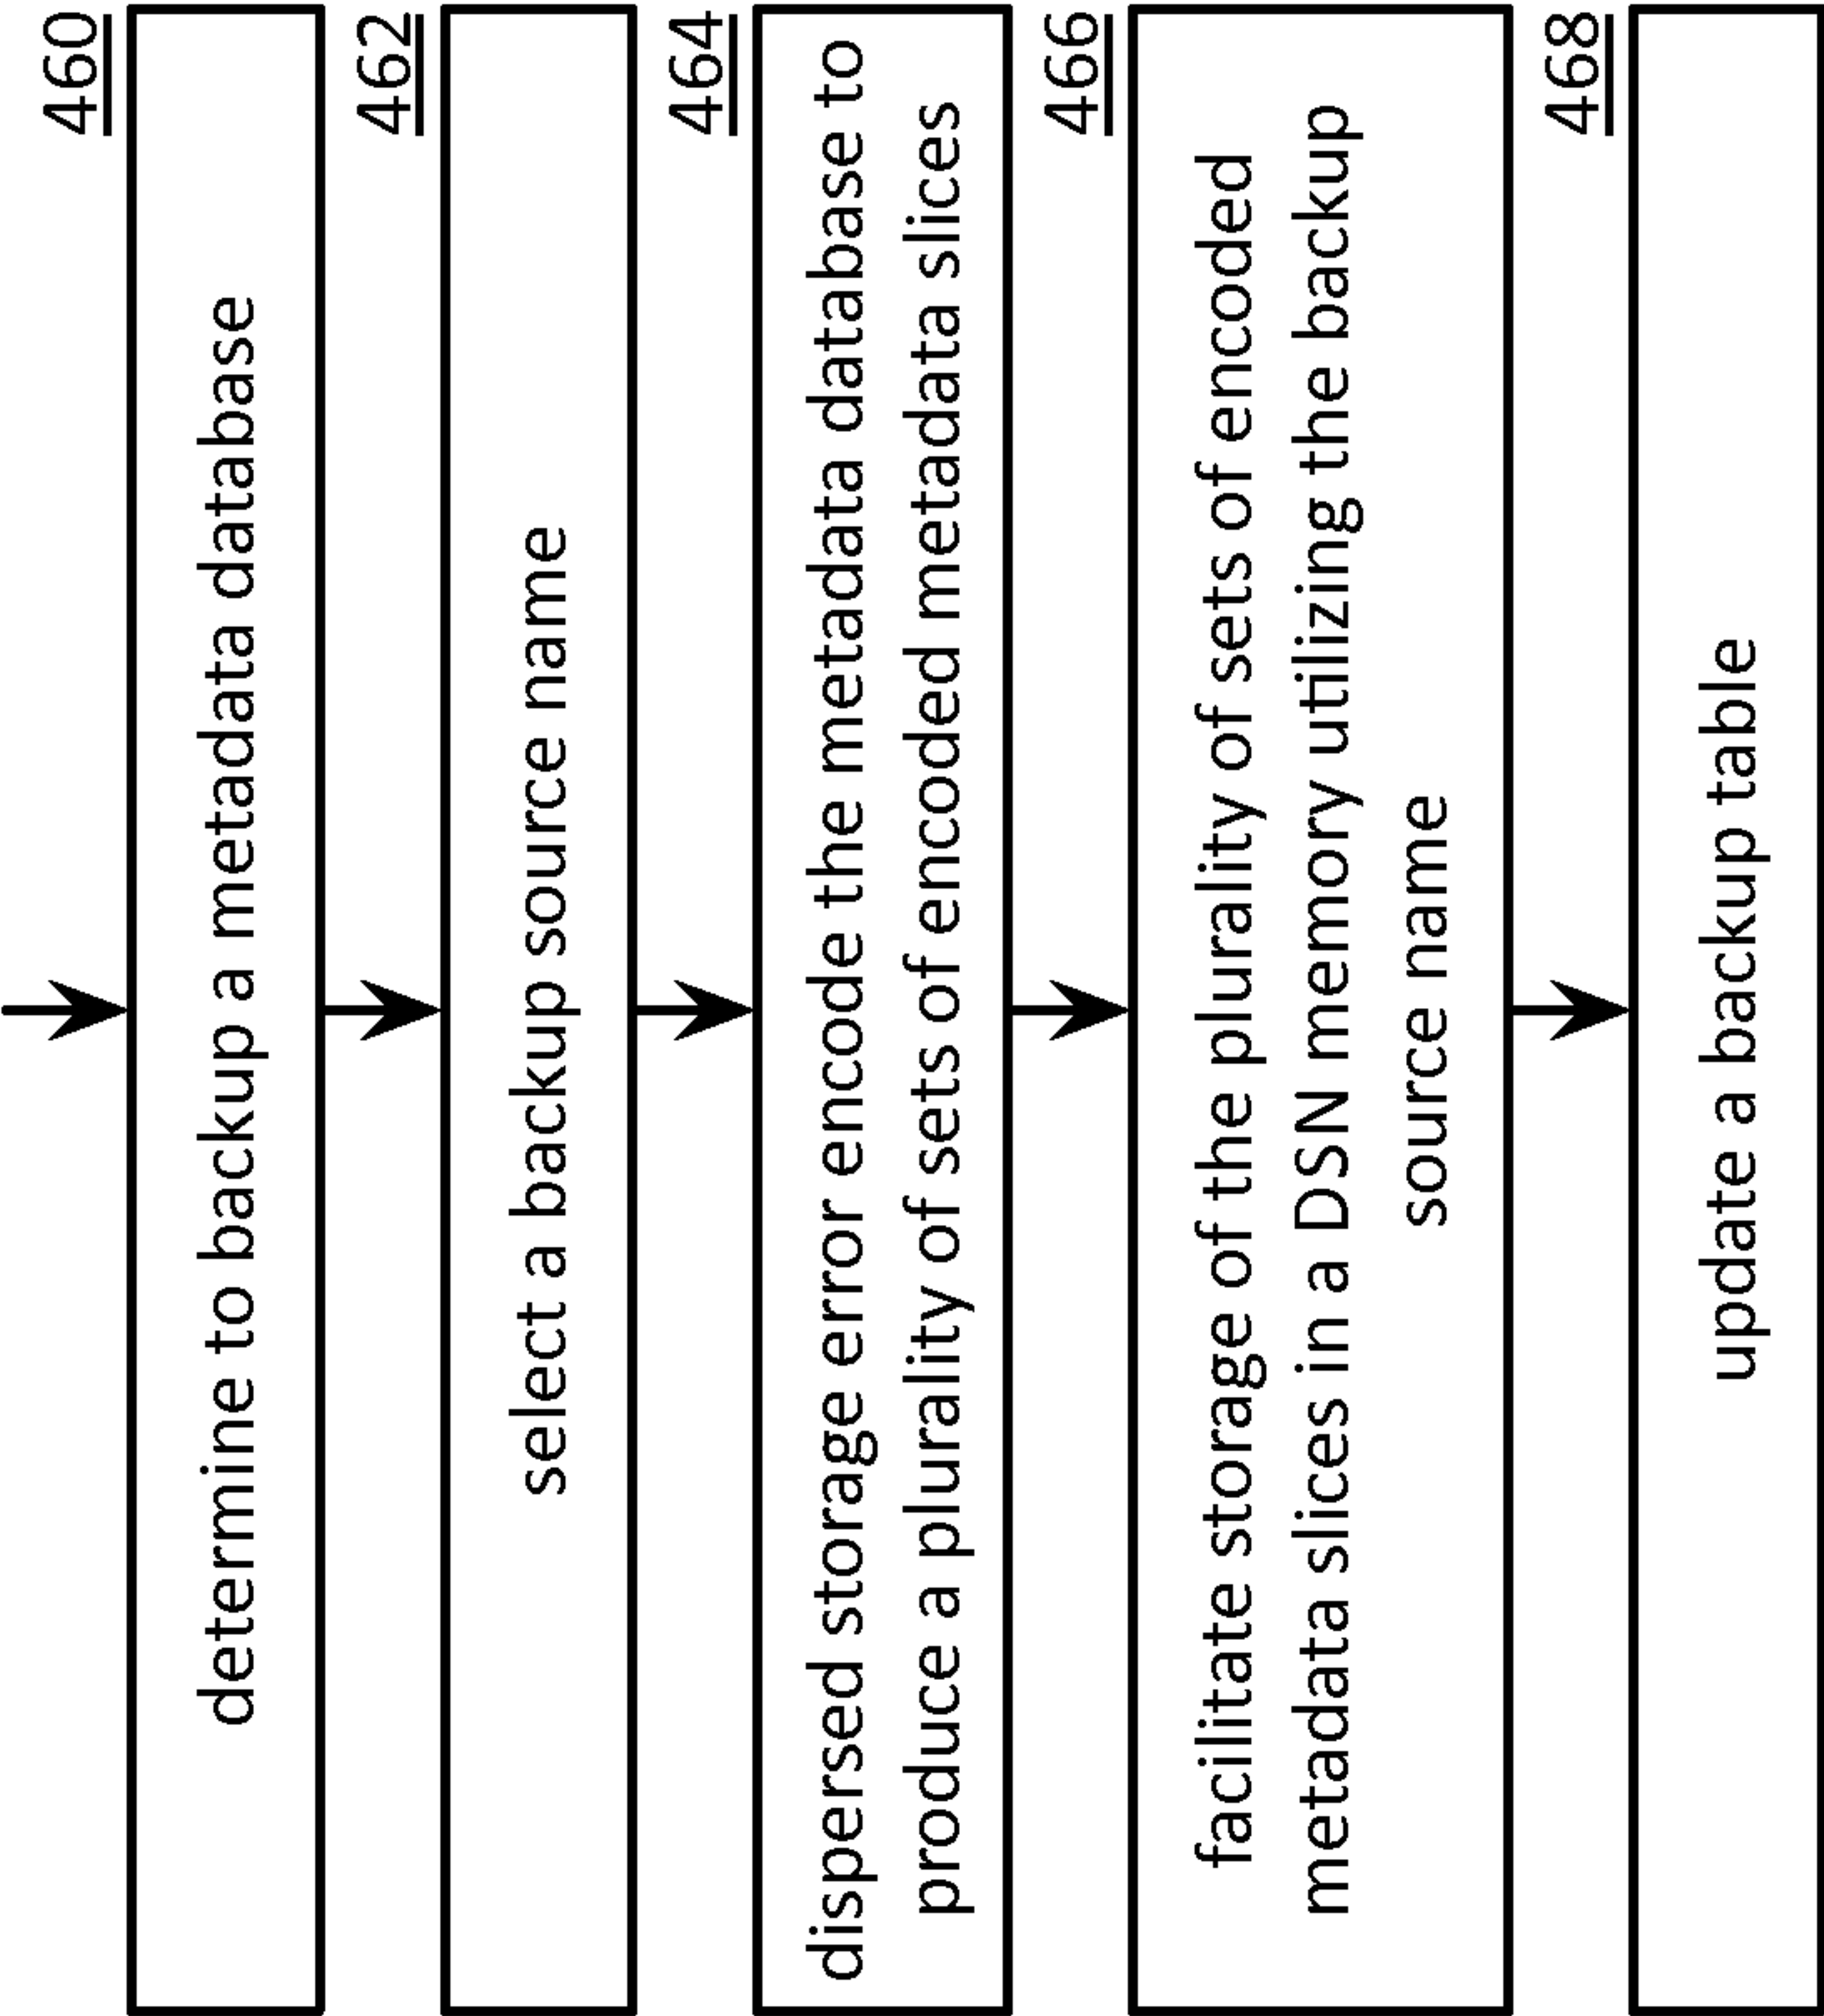 460
determine to backup a metadata database
462
select a backup source name
464
dispersed storage error encode the metadata database to
produce a plurality of sets of encoded metadata slices
466
facilitate storage of the plurality of sets of encoded
metadata slices in a DSN memory utilizing the backup
source name
468
update a backup table